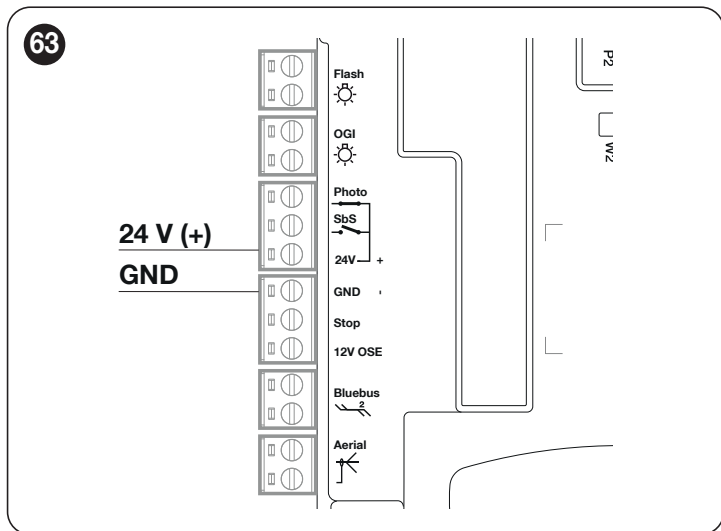 63
Flash
OGI
Photo
SbS
24V +
GND -
Stop
12V OSE
Bluebus
2
Aerial
24 V (+)
GND
P2
W2